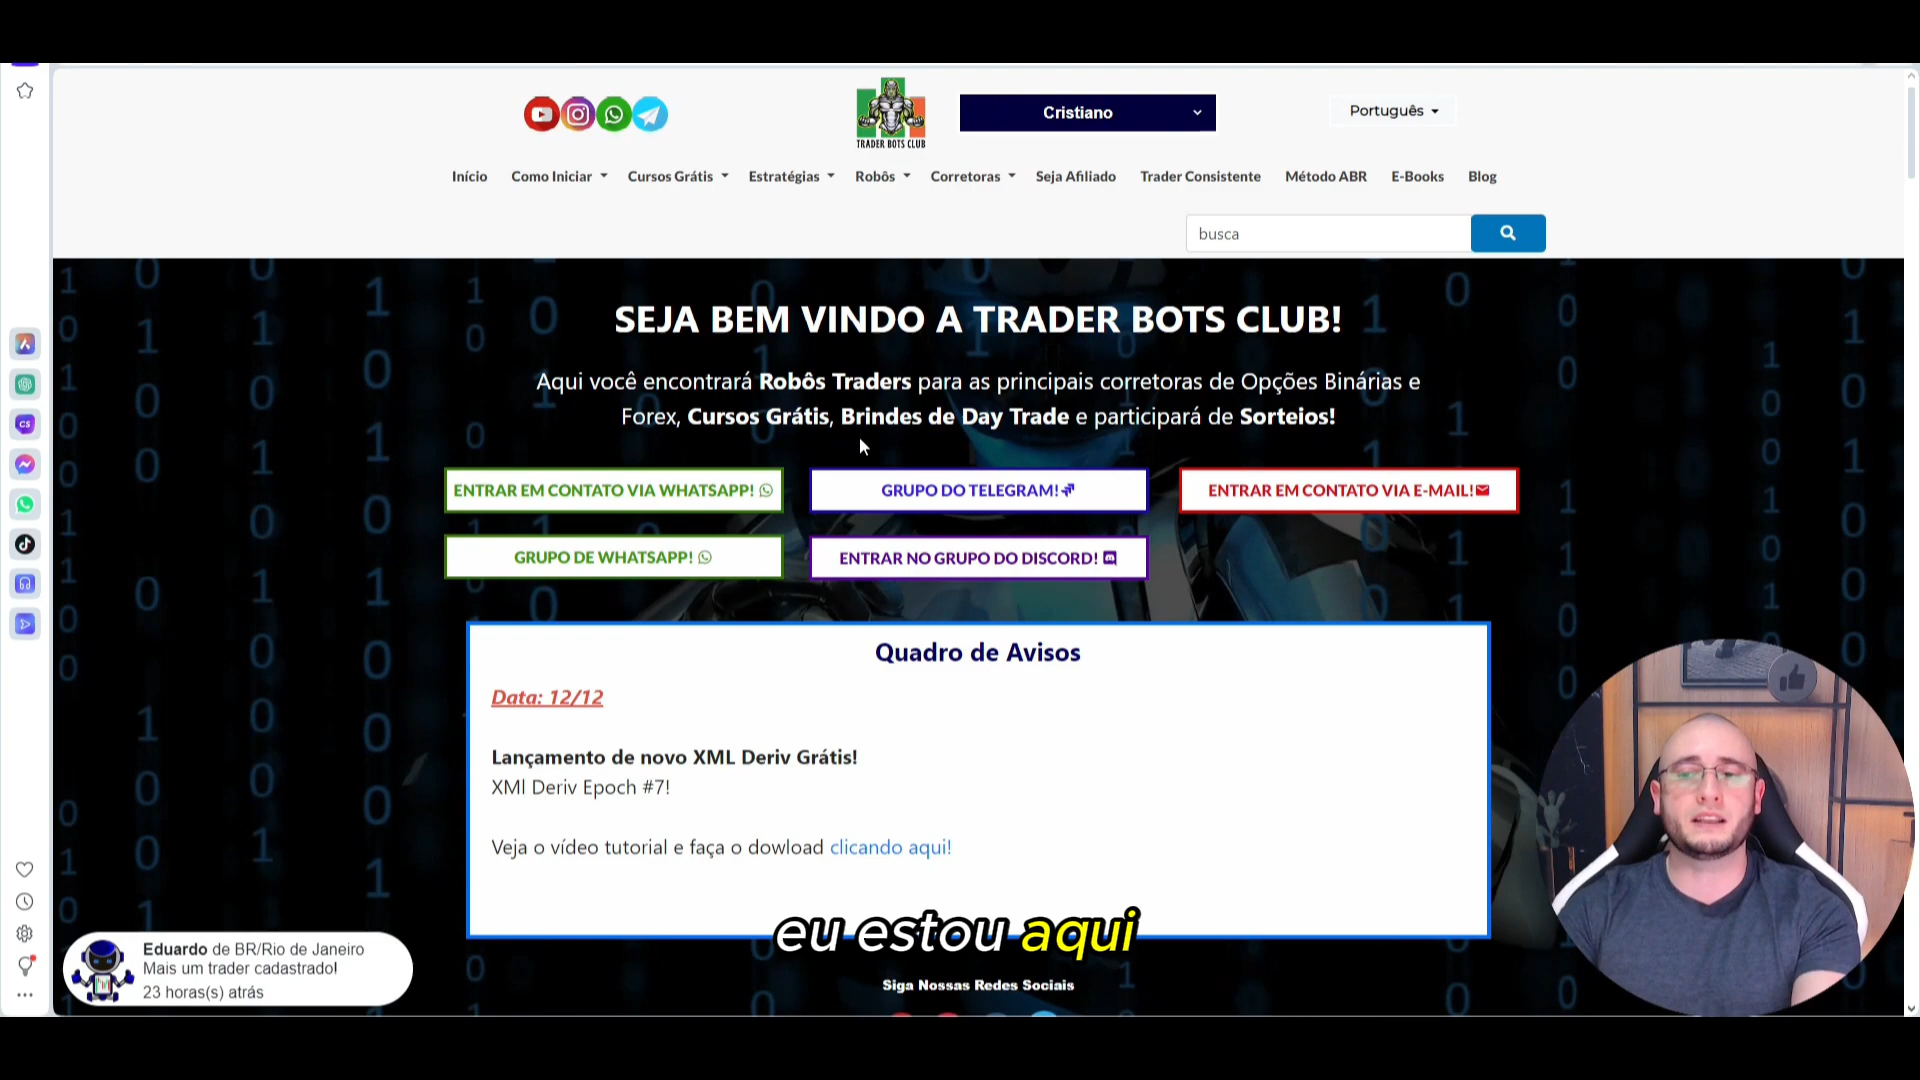 TRADER BOTS CLUB
Cristiano
Português
Início Como Iniciar Cursos Grátis Estratégias Robôs Corretoras Seja Afiliado Trader Consistente Método ABR E-Books Blog
busca
SEJA BEM VINDO A TRADER BOTS CLUB!
Aqui você encontrará Robôs Traders para as principais corretoras de Opções Binárias e
Forex, Cursos Grátis, Brindes de Day Trade e participará de Sorteios!
ENTRAR EM CONTATO VIA WHATSAPP!
GRUPO DO TELEGRAM!
ENTRAR EM CONTATO VIA E-MAIL!
GRUPO DE WHATSAPP!
ENTRAR NO GRUPO DO DISCORD!
Quadro de Avisos
Data: 12/12
Lançamento de novo XML Deriv Grátis!
XMl Deriv Epoch #7!
Veja o vídeo tutorial e faça o dowload clicando aqui!
eu estou aqui
Eduardo de BR/Rio de Janeiro
Mais um trader cadastrado!
23 horas(s) atrás
Siga Nossas Redes Sociais